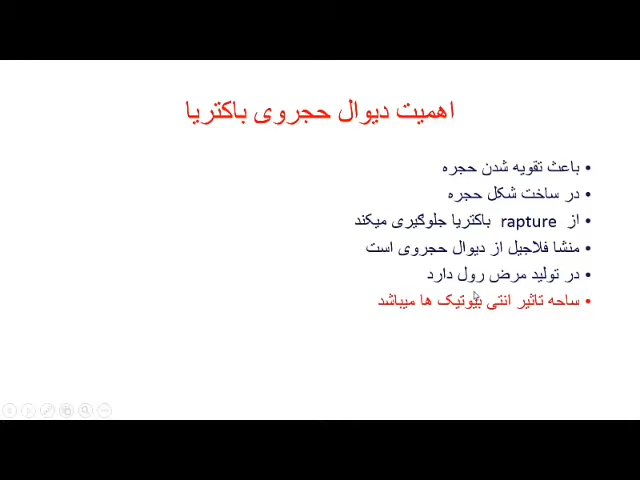 اهمیت دیوال حجروی باکتریا
• باعث تقویه شدن حجره
• در ساخت شکل حجره
• از rapture باکتریا جلوگیری میکند
• منشا فلاجیل از دیوال حجروی است
• در تولید مرض رول دارد
• ساحه تاثیر انتی بیوتیک ها میباشد